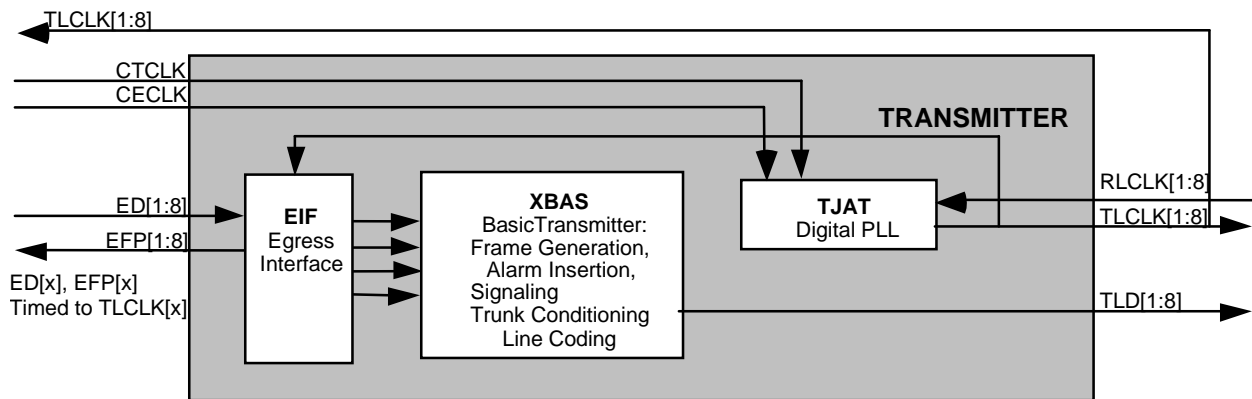 TLCLK[1:8]
CTCLK
CECLK
TRANSMITTER
RLCLK[1:8]
TLCLK[1:8]
ED[1:8]
EFP[1:8]
ED[x], EFP[x]
Timed to TLCLK[x]
EIF
Egress
Interface
XBAS
BasicTransmitter:
Frame Generation,
Alarm Insertion,
Signaling
Trunk Conditioning
Line Coding
TJAT
Digital PLL
TLD[1:8]